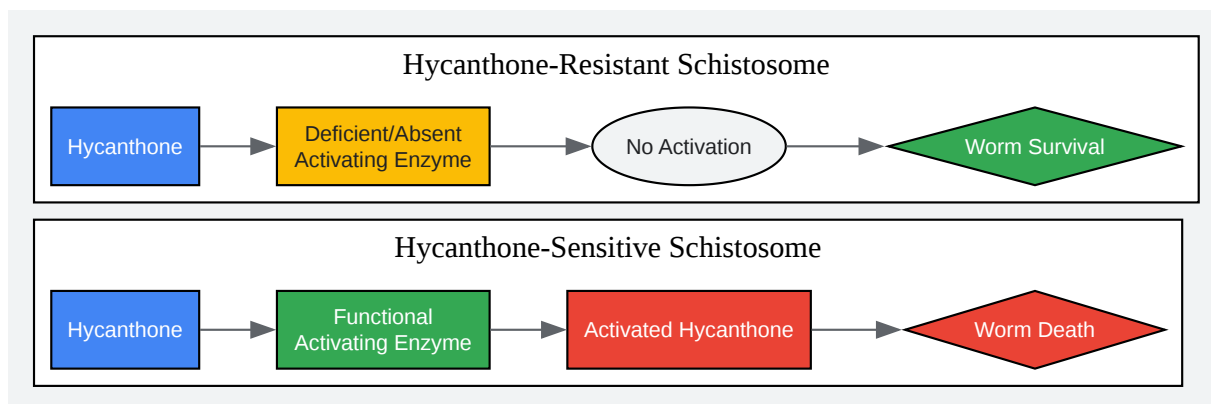 Hycanthone-Resistant Schistosome
Hycanthone
Deficient/Absent
Activating Enzyme
No Activation
Worm Survival
Hycanthone-Sensitive Schistosome
Hycanthone
Functional
Activating Enzyme
Activated Hycanthone
Worm Death